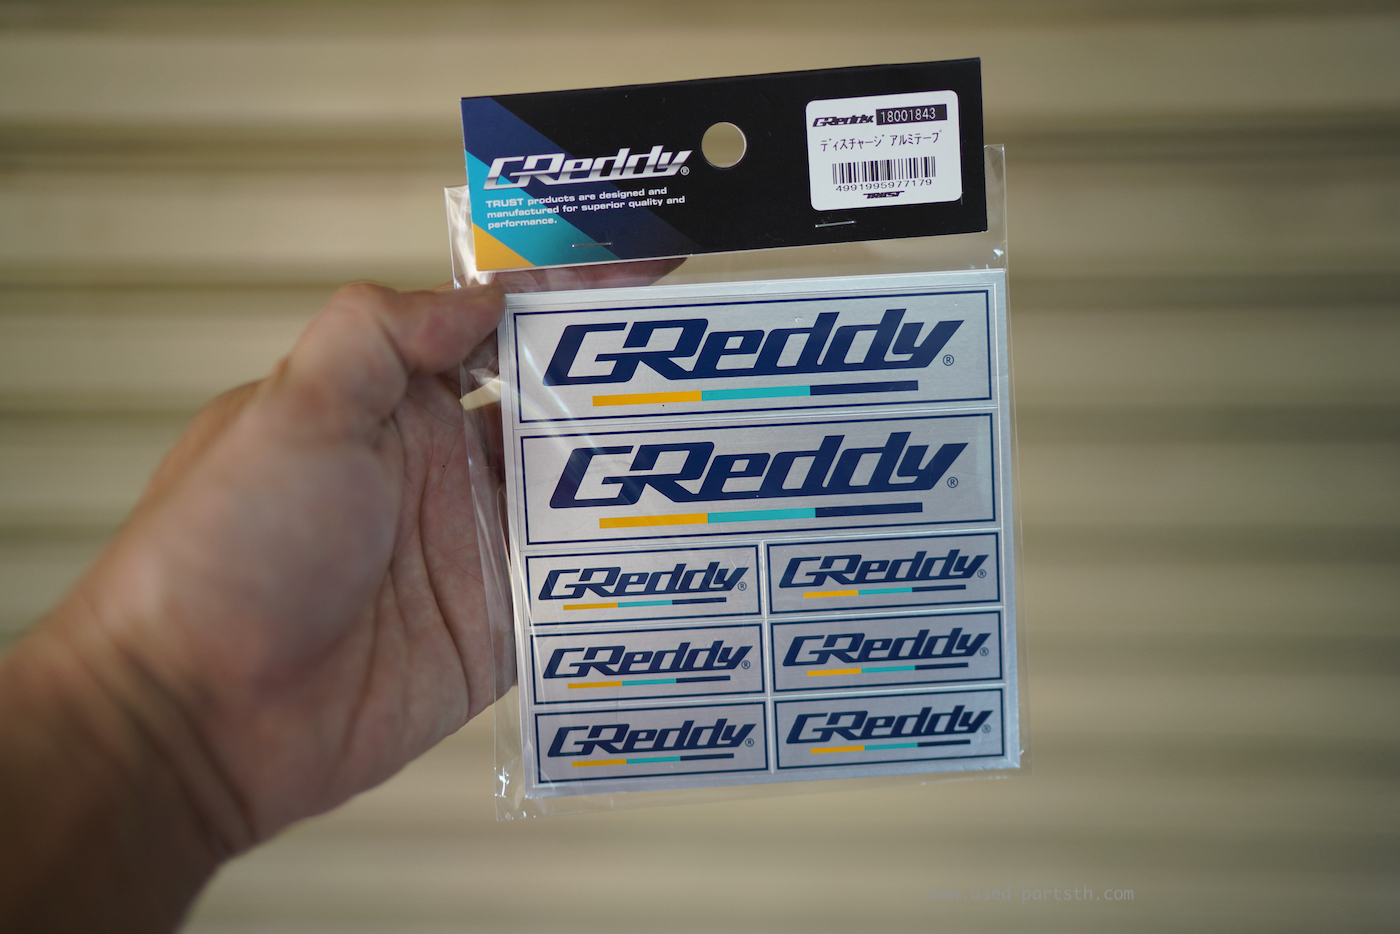 GReddy®
TRUST products are designed and
manufactured for superior quality and
performance.
GReddy 18001843
ディスチャージ アルミテープ
4991995977179
TRUST
GReddy®
GReddy®
GReddy®
GReddy®
GReddy®
GReddy®
GReddy®
GReddy®
www.used-partsth.com